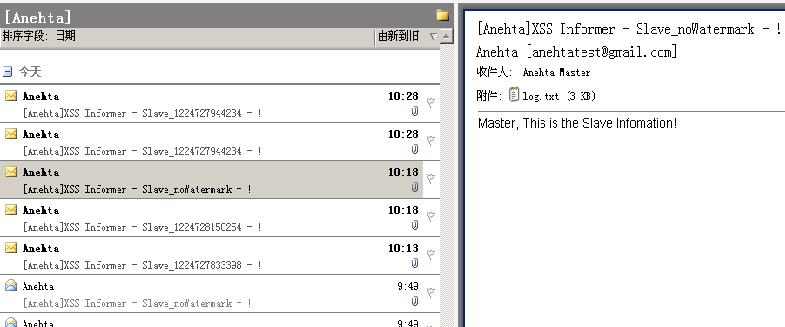 [Anehta]
排序字段: 日期 由新到旧
今天
Anehta 10:28
[Anehta]XSS Informer - Slave_1224727944234 - !
Anehta 10:28
[Anehta]XSS Informer - Slave_1224727944234 - !
Anehta 10:18
[Anehta]XSS Informer - Slave_noWatermark - !
Anehta 10:18
[Anehta]XSS Informer - Slave_1224728150254 - !
Anehta 10:13
[Anehta]XSS Informer - Slave_1224727833398 - !
Anehta 9:49
[Anehta]XSS Informer - Slave_noWatermark - !
Anehta 9:49
[Anehta]XSS Informer - Slave_noWatermark - !
Anehta [anehtatest@gmail.com]
收件人: Anehta Master
附件: log.txt (3 KB)
Master, This is the Slave Infomation!